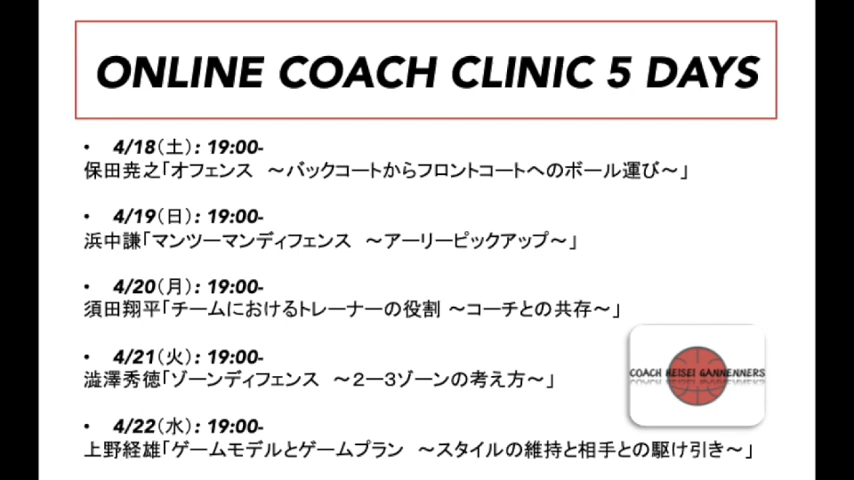 ONLINE COACH CLINIC 5 DAYS
• 4/18(土): 19:00-
保田尭之「オフェンス　～バックコートからフロントコートへのボール運び～」
• 4/19(日): 19:00-
浜中謙「マンツーマンディフェンス　～アーリーピックアップ～」
• 4/20(月): 19:00-
須田翔平「チームにおけるトレーナーの役割 ～コーチとの共存～」
• 4/21(火): 19:00-
澁澤秀徳「ゾーンディフェンス　～２－３ゾーンの考え方～」
COACH HEISEI GANNENNERS
• 4/22(水): 19:00-
上野経雄「ゲームモデルとゲームプラン　～スタイルの維持と相手との駆け引き～」